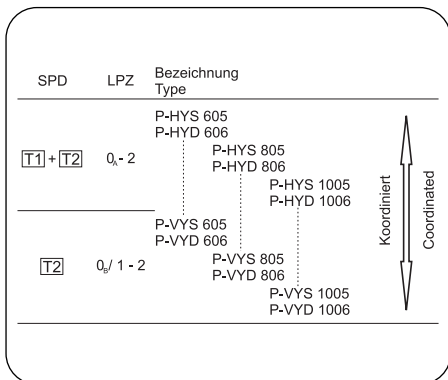 SPD LPZ Bezeichnung
Type
P-HYS 605
P-HYD 606
T1 + T2 0A - 2
P-HYS 805
P-HYD 806
P-HYS 1005
P-HYD 1006
P-VYS 605
P-VYD 606
T2 0B/ 1 - 2
P-VYS 805
P-VYD 806
P-VYS 1005
P-VYD 1006
Koordiniert
Coordinated